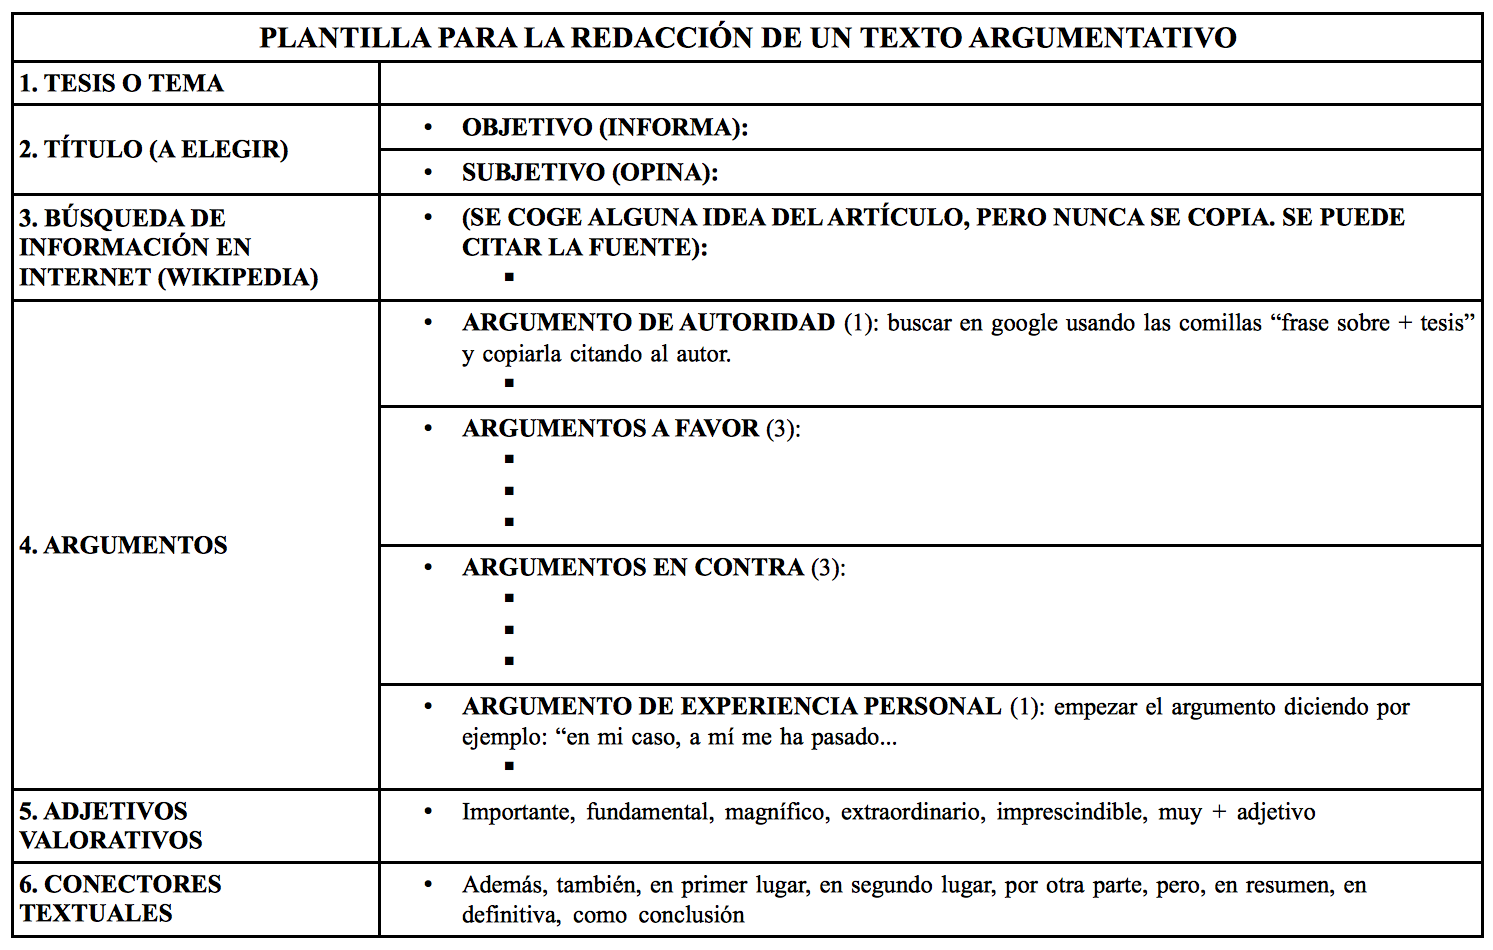 PLANTILLA PARA LA REDACCIÓN DE UN TEXTO ARGUMENTATIVO
1. TESIS O TEMA
2. TÍTULO (A ELEGIR)
• OBJETIVO (INFORMA):
• SUBJETIVO (OPINA):
3. BÚSQUEDA DE
INFORMACIÓN EN
INTERNET (WIKIPEDIA)
• (SE COGE ALGUNA IDEA DEL ARTÍCULO, PERO NUNCA SE COPIA. SE PUEDE
CITAR LA FUENTE):
▪
4. ARGUMENTOS
• ARGUMENTO DE AUTORIDAD (1): buscar en google usando las comillas “frase sobre + tesis”
y copiarla citando al autor.
▪
• ARGUMENTOS A FAVOR (3):
▪
▪
▪
• ARGUMENTOS EN CONTRA (3):
▪
▪
▪
• ARGUMENTO DE EXPERIENCIA PERSONAL (1): empezar el argumento diciendo por
ejemplo: “en mi caso, a mí me ha pasado...
▪
5. ADJETIVOS
VALORATIVOS
• Importante, fundamental, magnífico, extraordinario, imprescindible, muy + adjetivo
6. CONECTORES
TEXTUALES
• Además, también, en primer lugar, en segundo lugar, por otra parte, pero, en resumen, en
definitiva, como conclusión